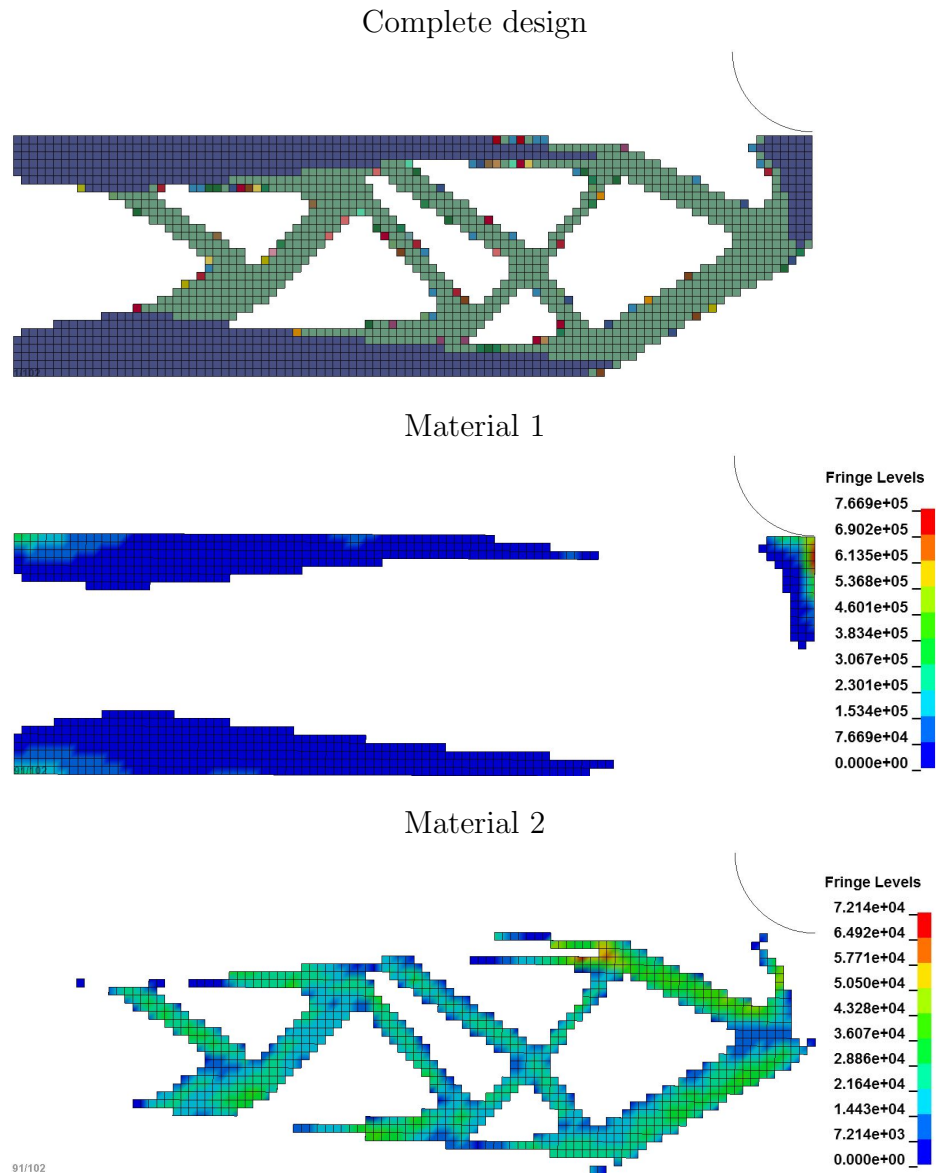 Complete design
1/102
Material 1
Fringe Levels
7.669e+05
6.902e+05
6.135e+05
5.368e+05
4.601e+05
3.834e+05
3.067e+05
2.301e+05
1.534e+05
7.669e+04
0.000e+00
91/102
Material 2
Fringe Levels
7.214e+04
6.492e+04
5.771e+04
5.050e+04
4.328e+04
3.607e+04
2.886e+04
2.164e+04
1.443e+04
7.214e+03
0.000e+00
91/102